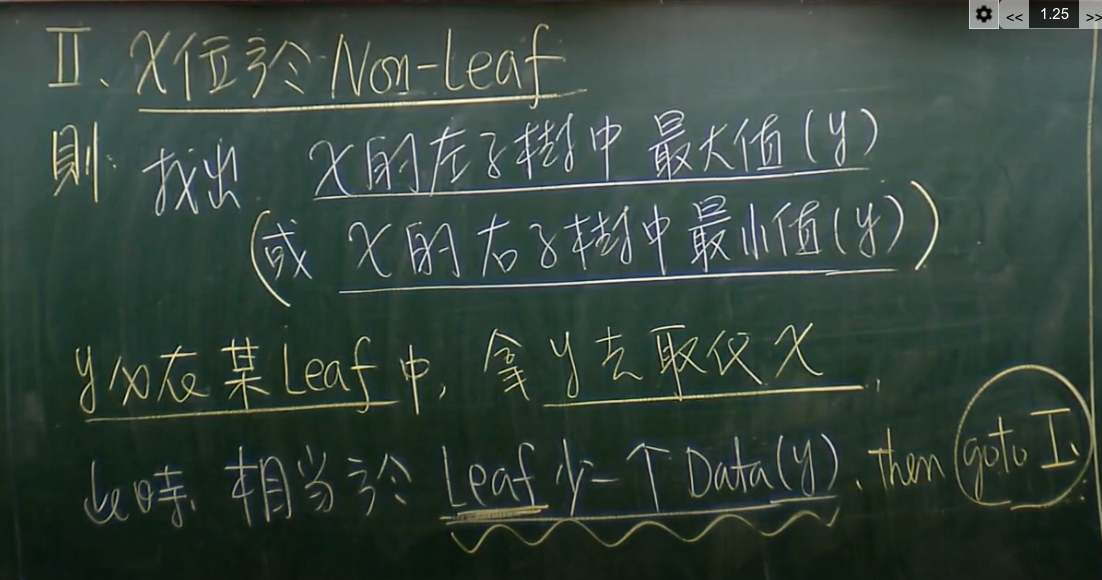 << 1.25 >>
II、X位於 Non-Leaf
則: 找出 X的左子樹中 最大值(y)
(或 X的右子樹中最小值(y))
y必在某Leaf中, 拿y去取代X,
此時, 相当於 Leaf少一个Data(y)、then goto I、